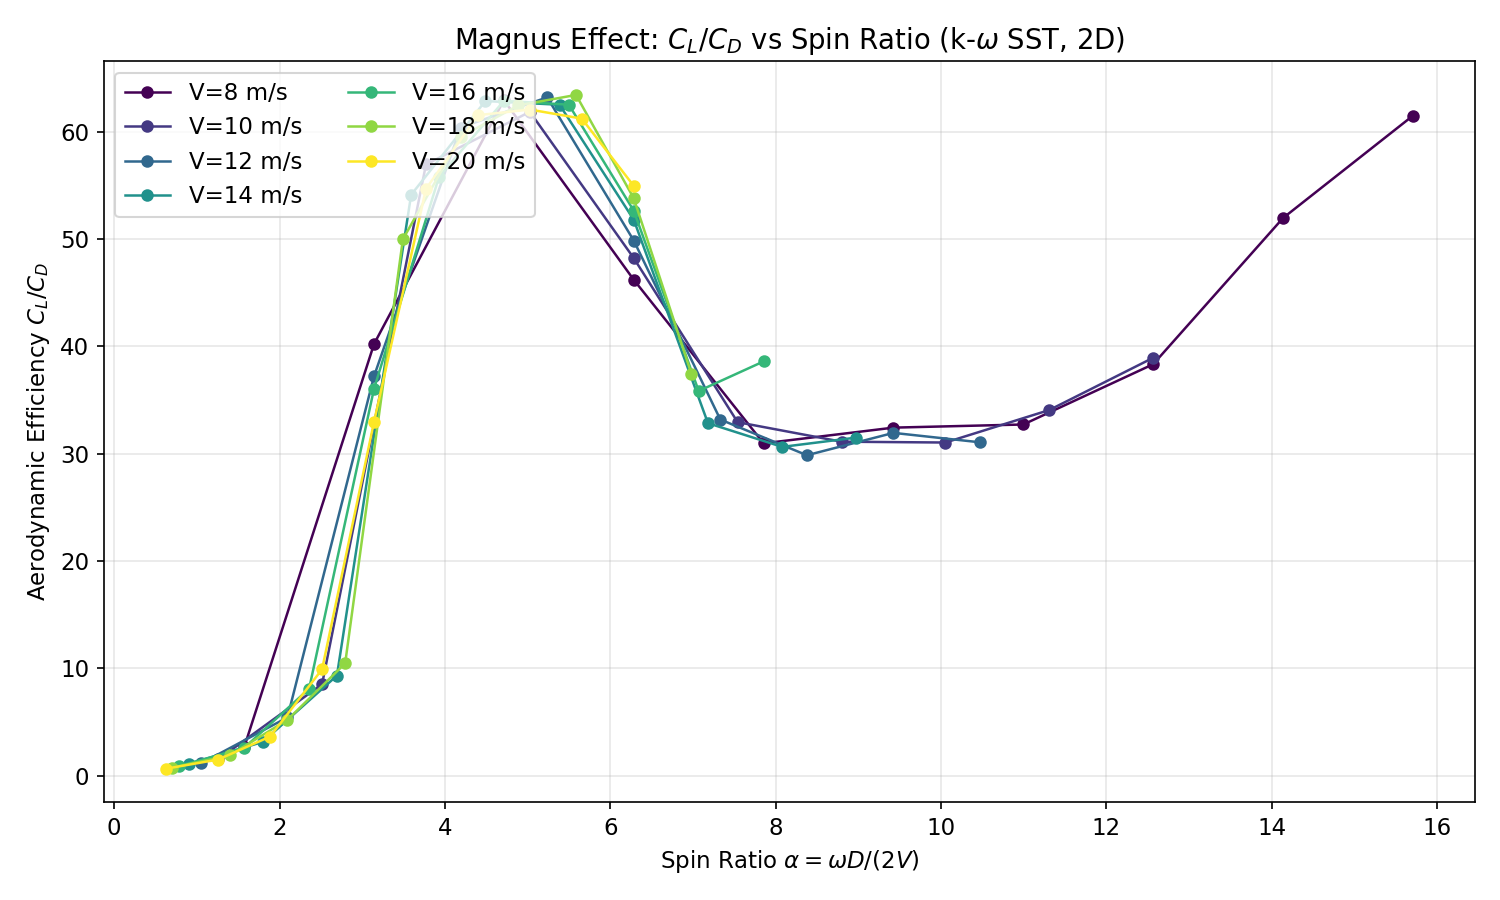 Magnus Effect: $C_L/C_D$ vs Spin Ratio (k-ω SST, 2D)
V=8 m/s
V=10 m/s
V=12 m/s
V=14 m/s
V=16 m/s
V=18 m/s
V=20 m/s
Aerodynamic Efficiency $C_L/C_D$
60
50
40
30
20
10
0
0 2 4 6 8 10 12 14 16
Spin Ratio α = ωD/(2V)